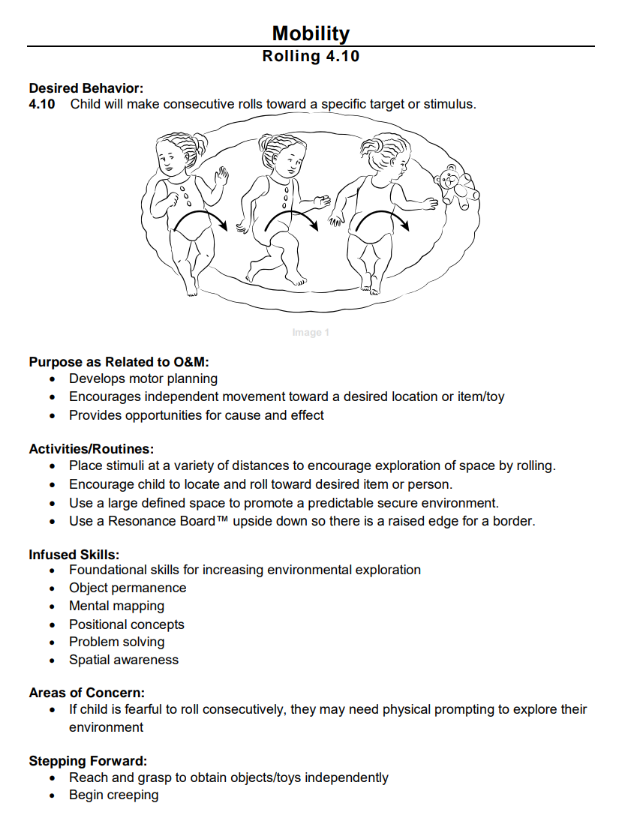 Mobility
Rolling 4.10
Desired Behavior:
4.10 Child will make consecutive rolls toward a specific target or stimulus.
Image 1
Purpose as Related to O&M:
• Develops motor planning
• Encourages independent movement toward a desired location or item/toy
• Provides opportunities for cause and effect
Activities/Routines:
• Place stimuli at a variety of distances to encourage exploration of space by rolling.
• Encourage child to locate and roll toward desired item or person.
• Use a large defined space to promote a predictable secure environment.
• Use a Resonance Board™ upside down so there is a raised edge for a border.
Infused Skills:
• Foundational skills for increasing environmental exploration
• Object permanence
• Mental mapping
• Positional concepts
• Problem solving
• Spatial awareness
Areas of Concern:
• If child is fearful to roll consecutively, they may need physical prompting to explore their
environment
Stepping Forward:
• Reach and grasp to obtain objects/toys independently
• Begin creeping